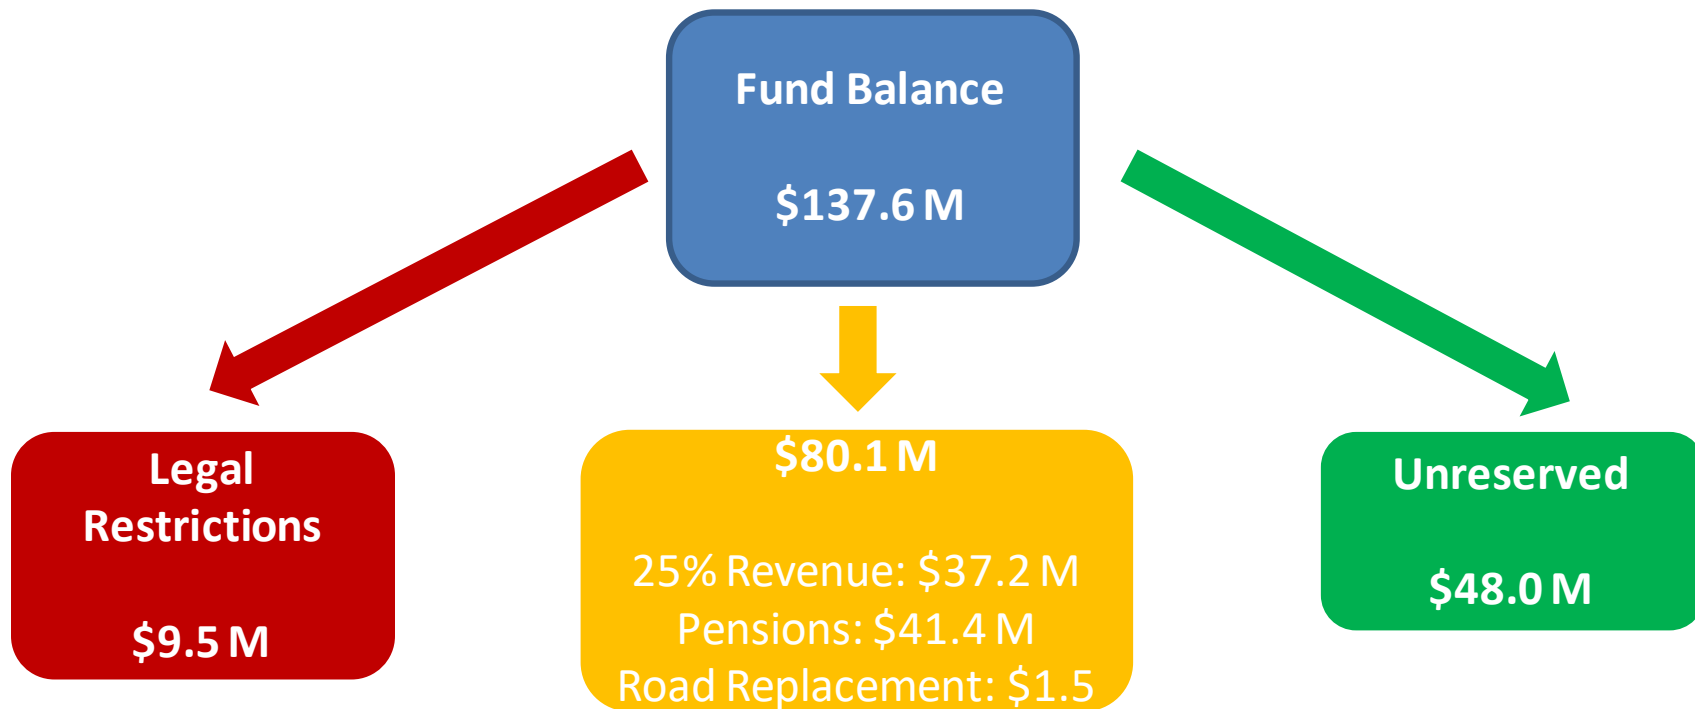 Fund Balance
$137.6 M
Legal
Restrictions
$9.5 M
$80.1 M
25% Revenue: $37.2 M
Pensions: $41.4 M
Road Replacement: $1.5
Unreserved
$48.0 M